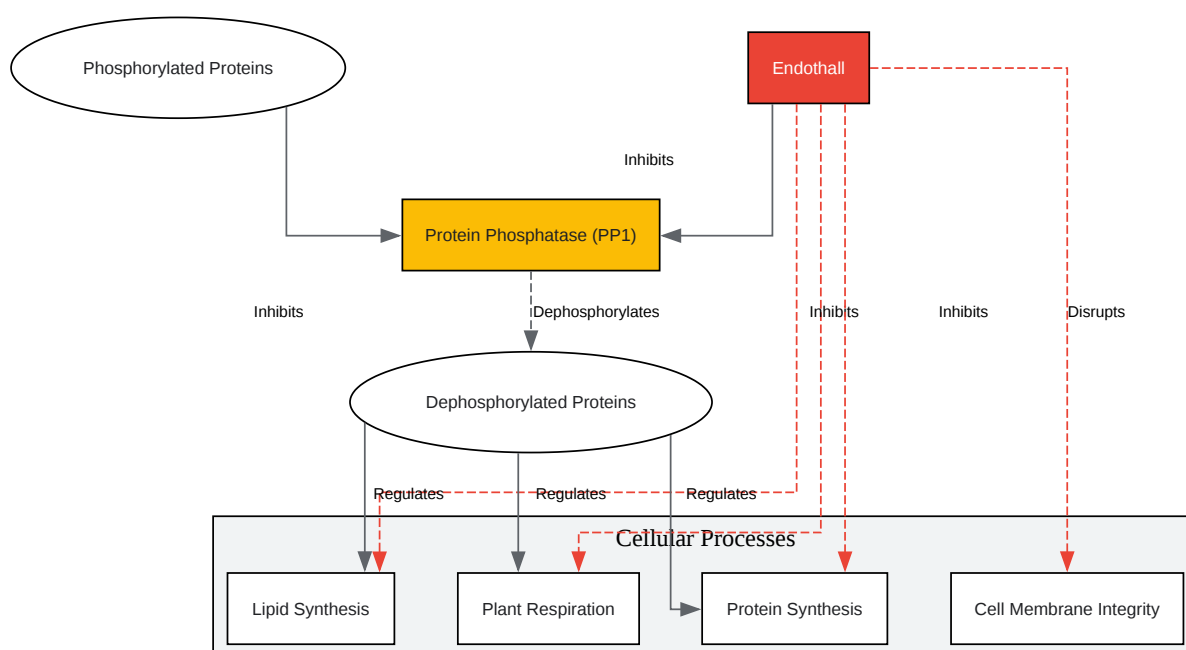 Phosphorylated Proteins
Endothall
Inhibits
Protein Phosphatase (PP1)
Inhibits
Dephosphorylates
Inhibits
Inhibits
Disrupts
Dephosphorylated Proteins
Regulates
Regulates
Regulates
Cellular Processes
Lipid Synthesis
Plant Respiration
Protein Synthesis
Cell Membrane Integrity